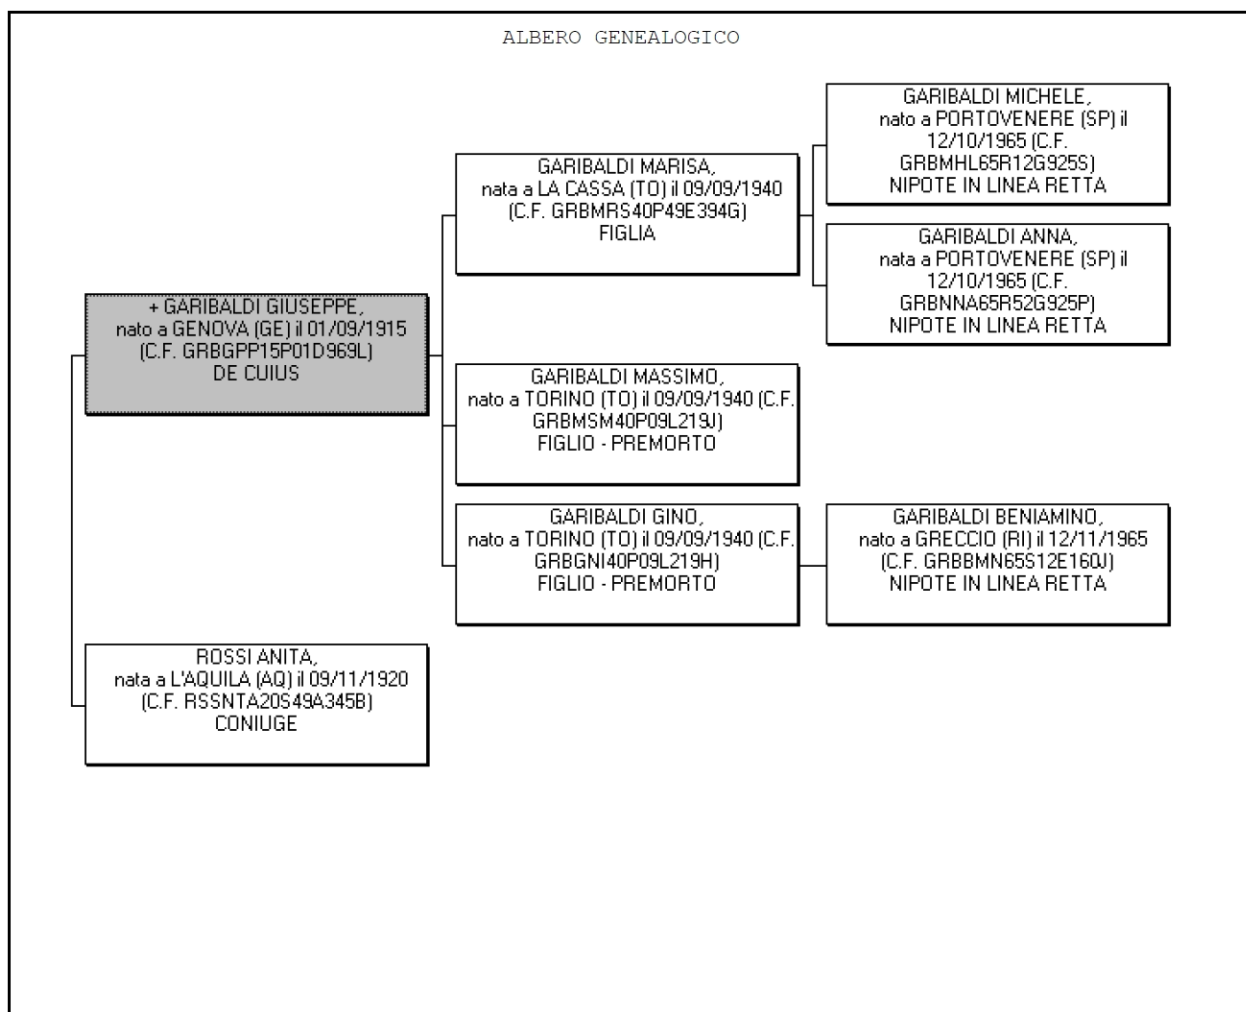 ALBERO GENEALOGICO
GARIBALDI MICHELE,
nato a PORTOVENERE (SP) il
12/10/1965 (C.F.
GRBMHL65R12G925S)
NIPOTE IN LINEA RETTA
GARIBALDI MARISA,
nata a LA CASSA (TO) il 09/09/1940
(C.F. GRBMRS40P49E394G)
FIGLIA
GARIBALDI ANNA,
nata a PORTOVENERE (SP) il
12/10/1965 (C.F.
GRBNNA65R52G925P)
NIPOTE IN LINEA RETTA
+ GARIBALDI GIUSEPPE,
nato a GENOVA (GE) il 01/09/1915
(C.F. GRBGPP15P01D969L)
DE CUIUS
GARIBALDI MASSIMO,
nato a TORINO (TO) il 09/09/1940 (C.F.
GRBMSM40P09L219J)
FIGLIO - PREMORTO
GARIBALDI GINO,
nato a TORINO (TO) il 09/09/1940 (C.F.
GRBGNI40P09L219H)
FIGLIO - PREMORTO
GARIBALDI BENIAMINO,
nato a GRECCIO (RI) il 12/11/1965
(C.F. GRBBMN65S12E160J)
NIPOTE IN LINEA RETTA
ROSSI ANITA,
nata a L'AQUILA (AQ) il 09/11/1920
(C.F. RSSNTA20S49A345B)
CONIUGE